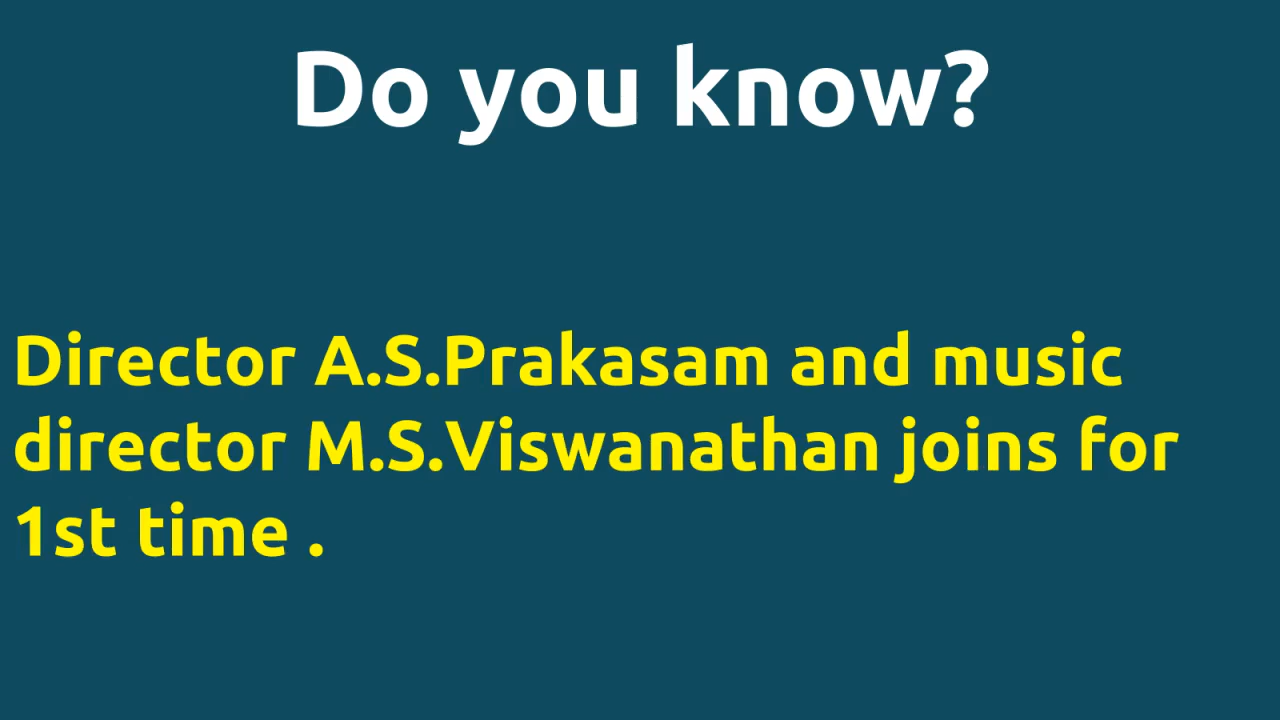 Do you know?
Director A.S.Prakasam and music
director M.S.Viswanathan joins for
1st time .